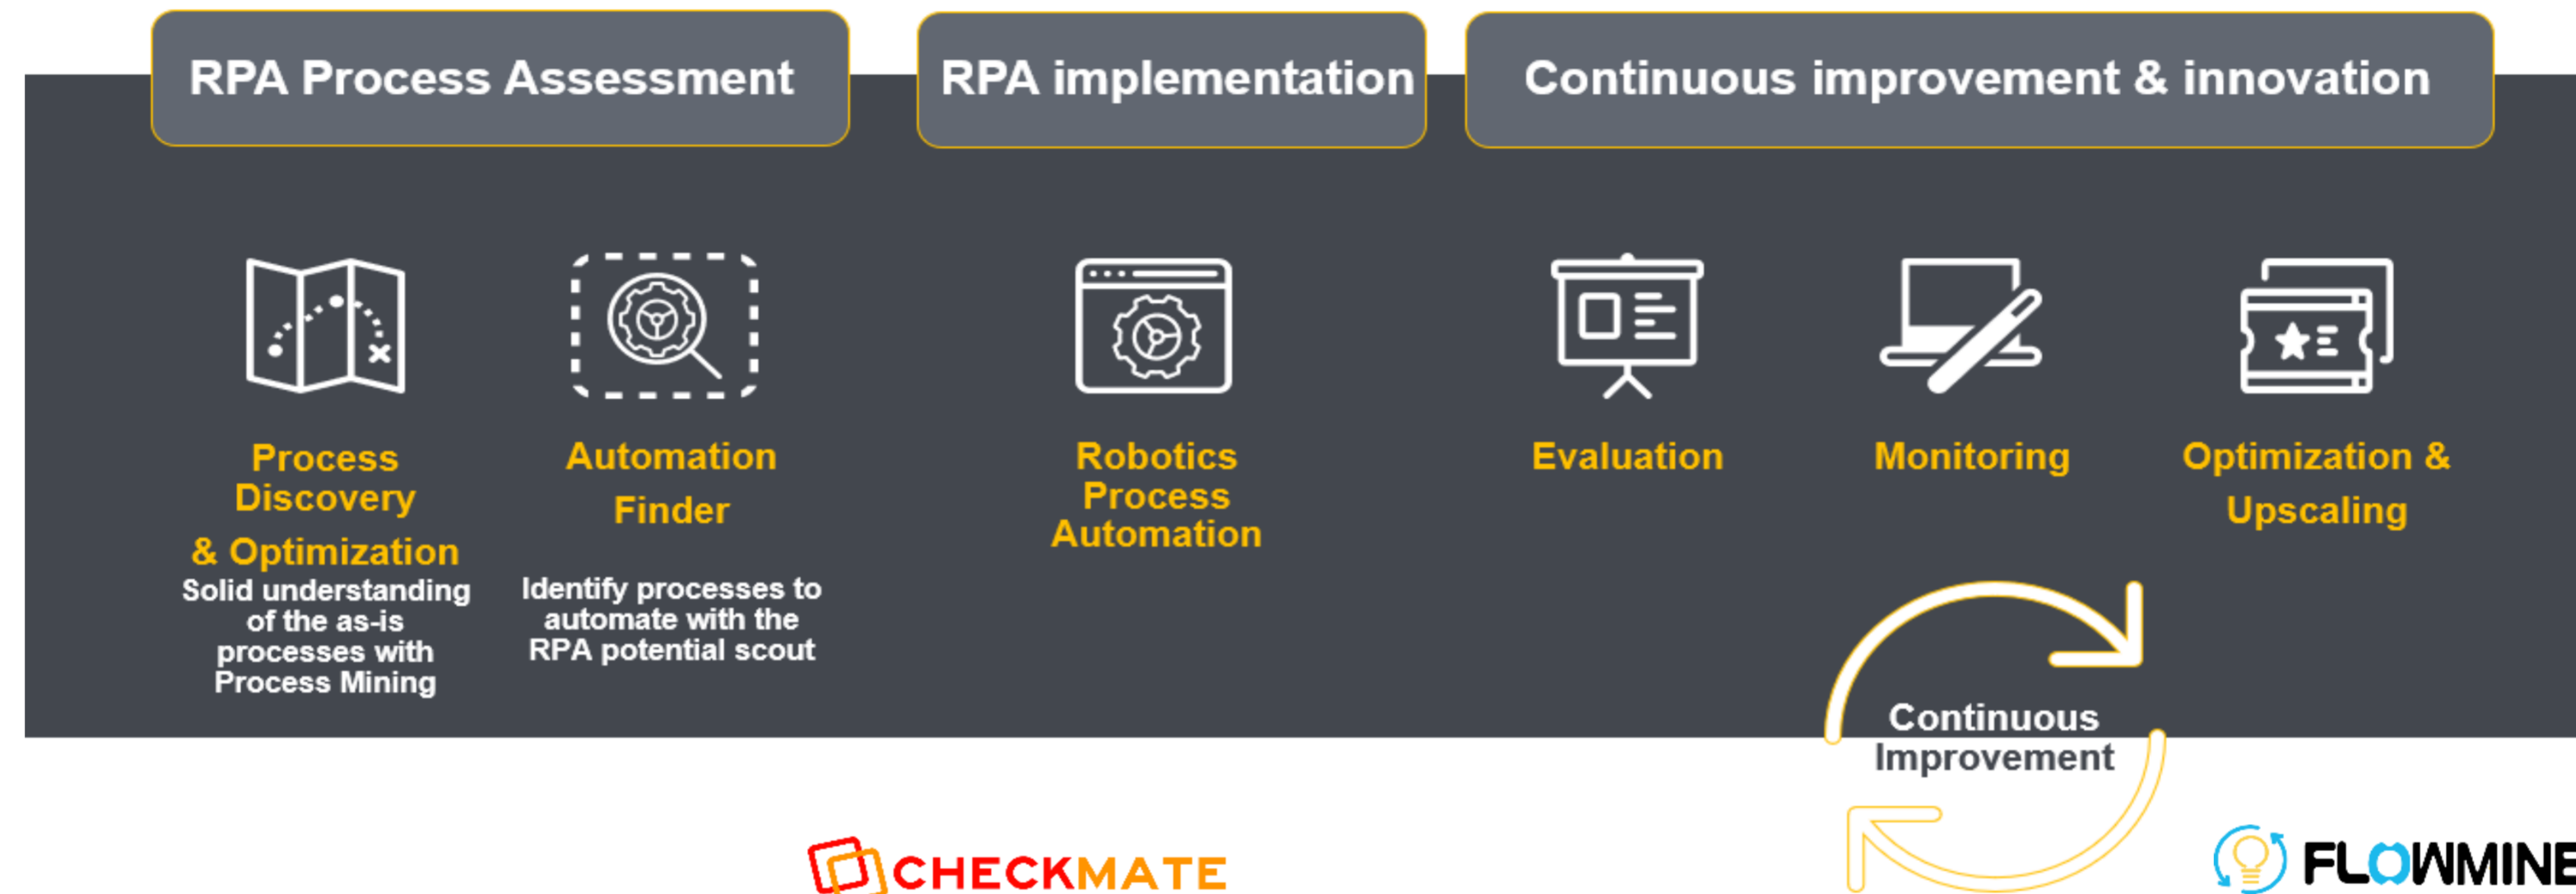 RPA Process Assessment
RPA implementation
Continuous improvement & innovation
Process
Discovery
& Optimization
Solid understanding
of the as-is
processes with
Process Mining
Automation
Finder
Identify processes to
automate with the
RPA potential scout
Robotics
Process
Automation
Evaluation
Monitoring
Optimization &
Upscaling
Continuous
Improvement
CHECKMATE
FLOWMINE